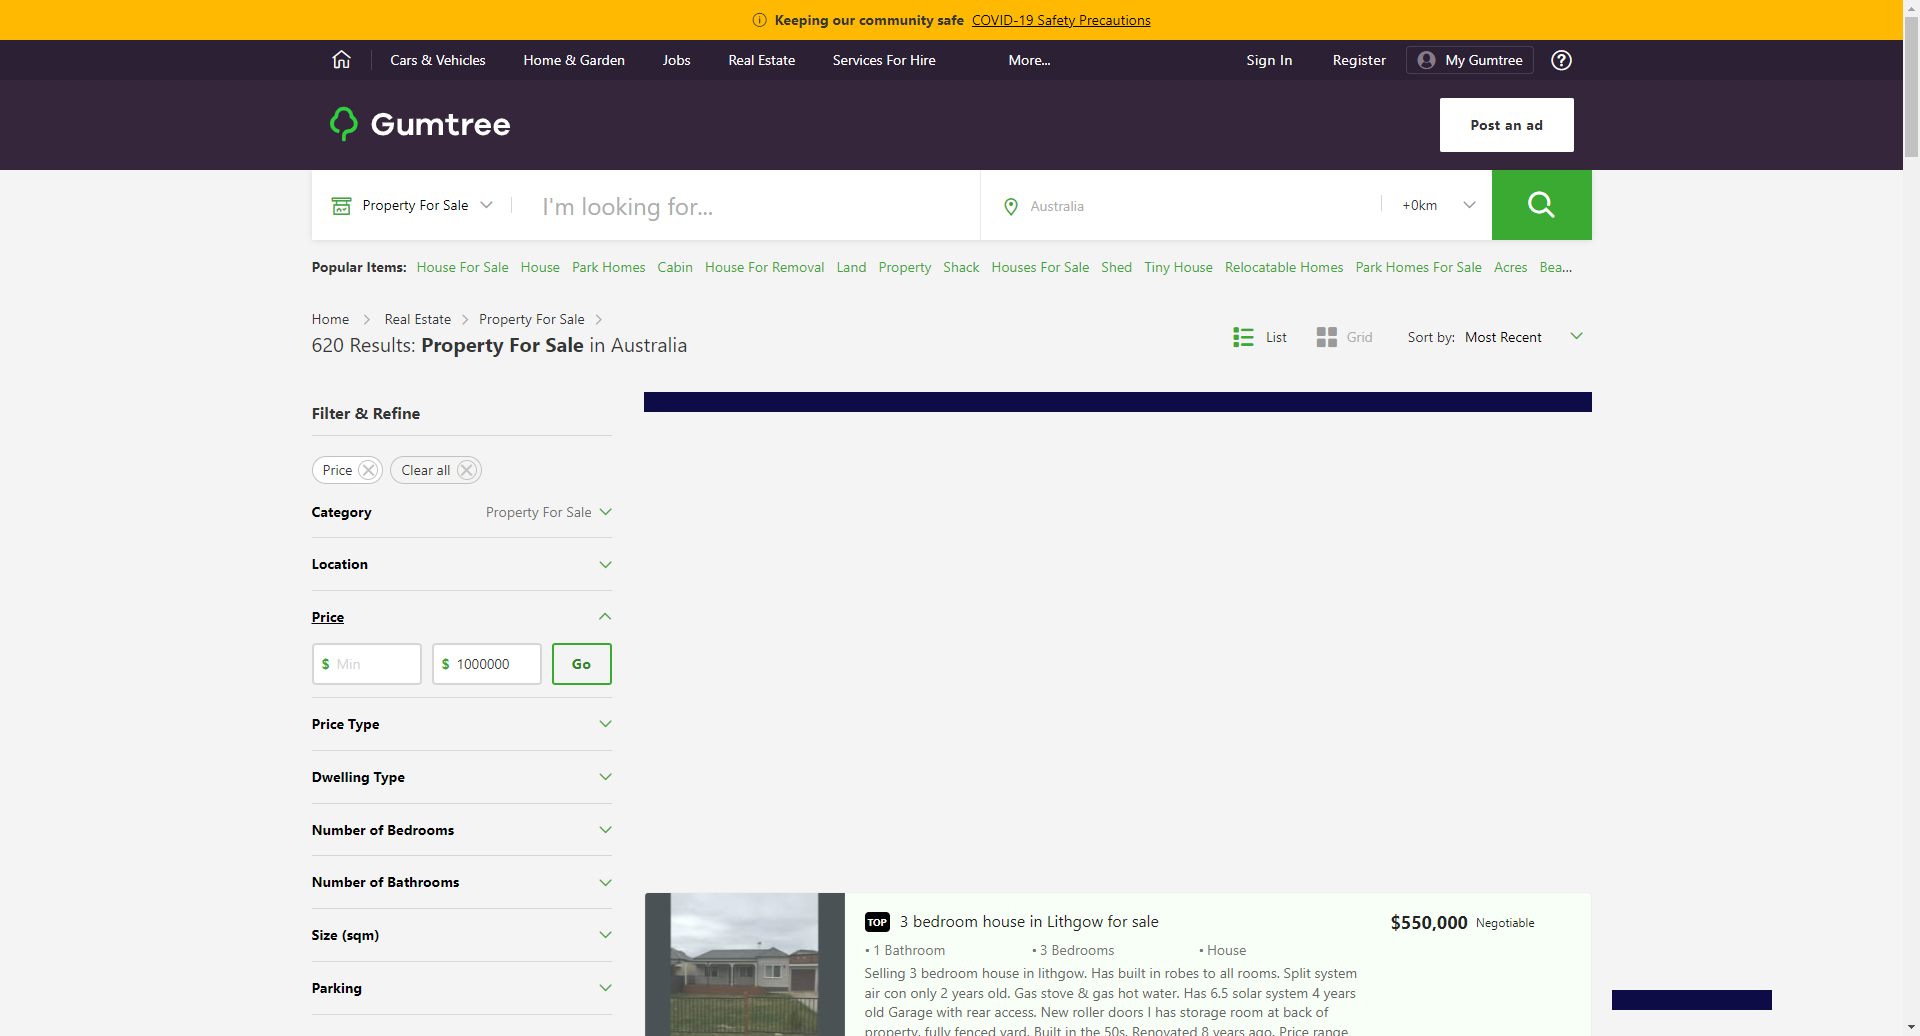 Keeping our community safe COVID-19 Safety Precautions
Cars & Vehicles Home & Garden Jobs Real Estate Services For Hire More... Sign In Register My Gumtree
Gumtree
Post an ad
Property For Sale I'm looking for... Australia +0km
Popular Items: House For Sale House Park Homes Cabin House For Removal Land Property Shack Houses For Sale Shed Tiny House Relocatable Homes Park Homes For Sale Acres Bea...
Home Real Estate Property For Sale
620 Results: Property For Sale in Australia
List Grid Sort by: Most Recent
Filter & Refine
Price Clear all
Category Property For Sale
Location
Price
$ Min $ 1000000 Go
Price Type
Dwelling Type
Number of Bedrooms
Number of Bathrooms
Size (sqm)
Parking
TOP 3 bedroom house in Lithgow for sale $550,000 Negotiable
• 1 Bathroom • 3 Bedrooms • House
Selling 3 bedroom house in lithgow. Has built in robes to all rooms. Split system
air con only 2 years old. Gas stove & gas hot water. Has 6.5 solar system 4 years
old Garage with rear access. New roller doors I has storage room at back of
property, fully fenced yard. Built in the 50s. Renovated 8 years ago. Price range